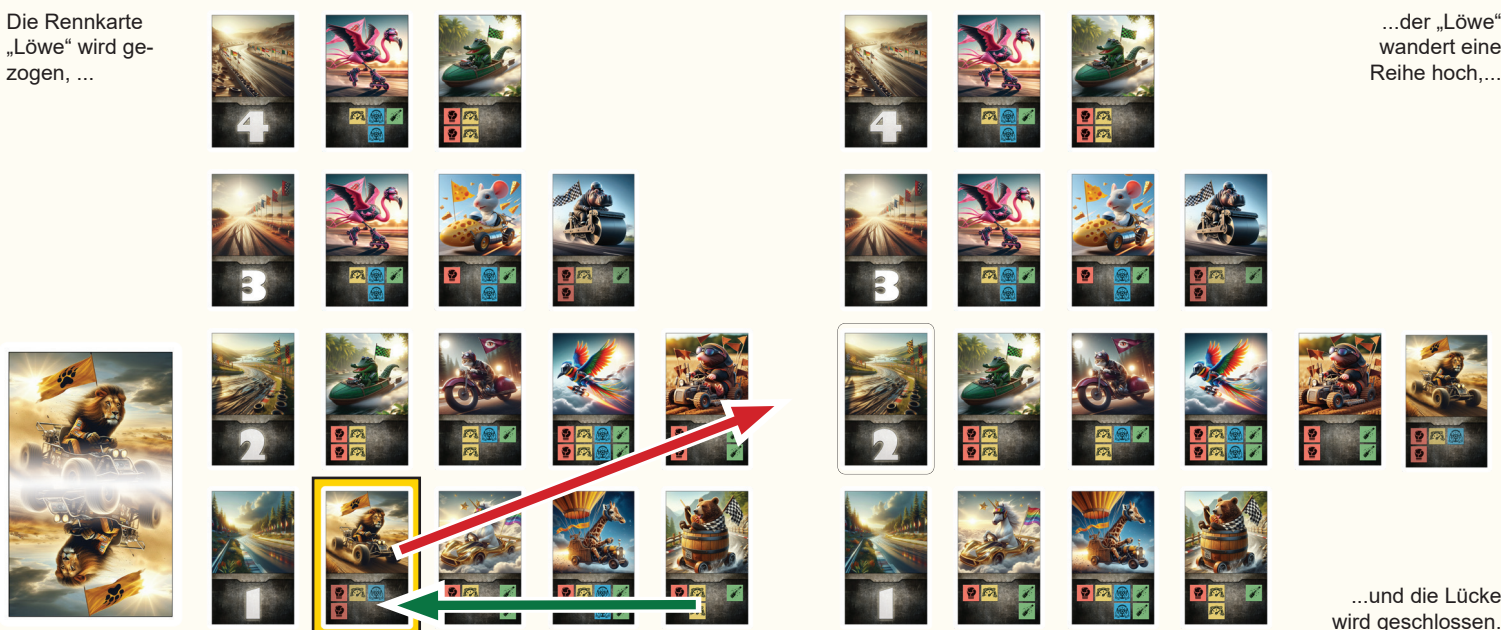 Die Rennkarte
„Löwe“ wird ge-
zogen, ...
4
3
2
1
4
3
2
1
...der „Löwe“
wandert eine
Reihe hoch,...
...und die Lücke
wird geschlossen.